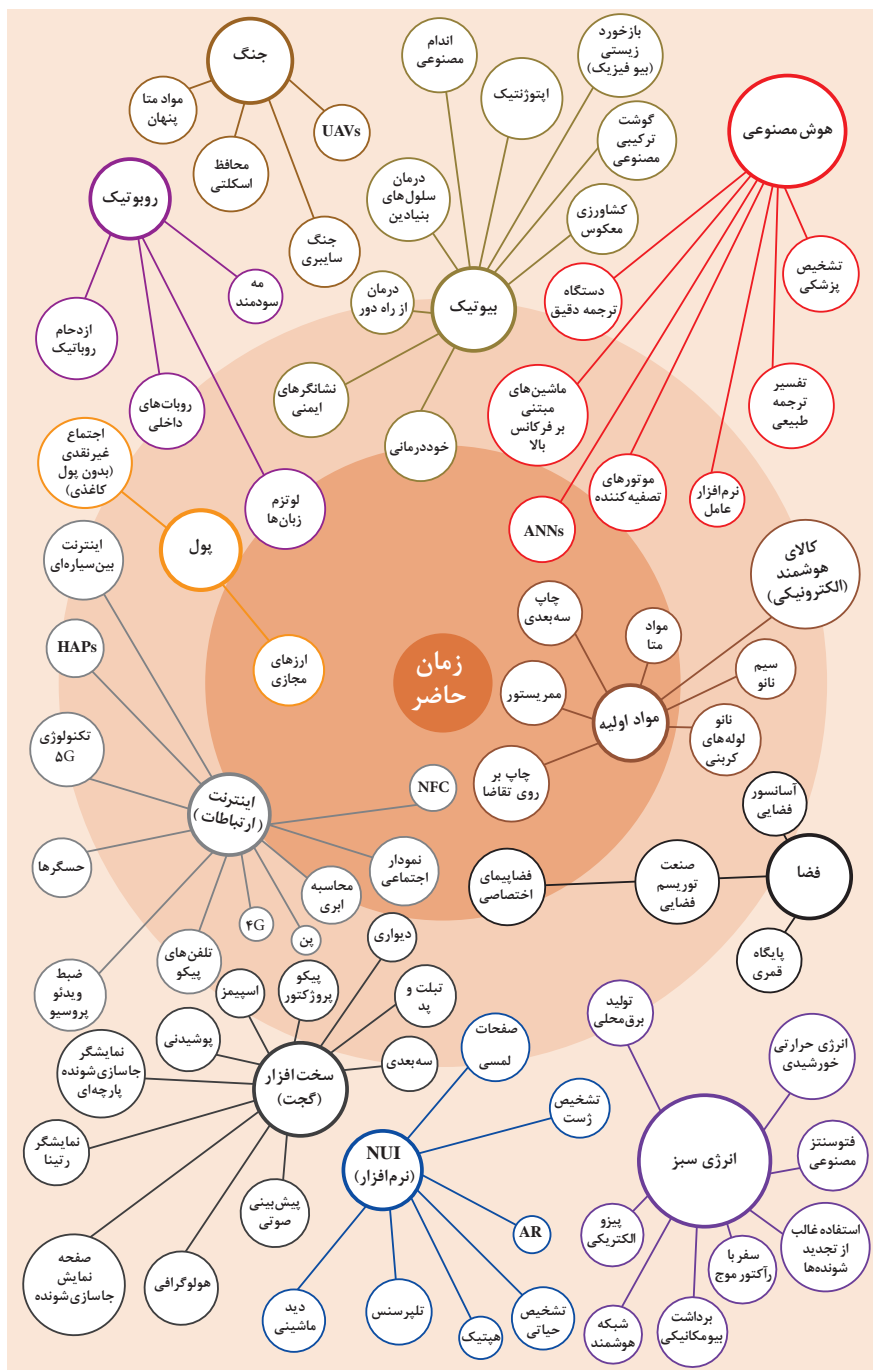 جنگ
مواد متا
پنهان
محافظ
اسکلتی
UAVs
جنگ
سایبری
روبوتیک
مه
سودمند
ازدحام
روباتیک
روبات‌های
داخلی
لوتزم
زبان‌ها
اندام
مصنوعی
بازخورد
زیستی
(بیو فیزیک)
اپتوژنتیک
گوشت
ترکیبی
مصنوعی
درمان
سلول‌های
بنیادین
کشاورزی
معکوس
بیوتیک
درمان
از راه دور
نشانگرهای
ایمنی
خوددرمانی
هوش مصنوعی
تشخیص
پزشکی
دستگاه
ترجمه دقیق
تفسیر
ترجمه
طبیعی
ماشین‌های
مبتنی
بر فرکانس
بالا
موتورهای
تصفیه کننده
نرم‌افزار
عامل
ANNs
اجتماع
غیرنقدی
(بدون پول
کاغذی)
پول
ارزهای
مجازی
زمان
حاضر
کالای
هوشمند
(الکترونیکی)
چاپ
سه‌بعدی
مواد
متا
سیم
نانو
ممریستور
مواد اولیه
نانو
لوله‌های
کربنی
چاپ بر
روی تقاضا
اینترنت
بین‌سیاره‌ای
HAPs
تکنولوژی
۵G
اینترنت
(ارتباطات)
NFC
حسگرها
نمودار
اجتماعی
محاسبه
ابری
۴G
پن
تلفن‌های
پیکو
ضبط
ویدئو
پروسیو
آسانسور
فضایی
فضا
صنعت
توریسم
فضایی
فضاپیمای
اختصاصی
پایگاه
قمری
دیواری
پیکو
پروژکتور
اسپیمز
تبلت و
پد
پوشیدنی
سه‌بعدی
نمایشگر
جاسازی‌شونده
پارچه‌ای
سخت‌افزار
(گجت)
نمایشگر
رتینا
پیش‌بینی
صوتی
هولوگرافی
صفحه
نمایش
جاسازی‌شونده
صفحات
لمسی
تشخیص
ژست
NUI
(نرم‌افزار)
AR
دید
ماشینی
تلپرسنس
هپتیک
تشخیص
حیاتی
تولید
برق‌محلی
انرژی حرارتی
خورشیدی
انرژی سبز
فتوسنتز
مصنوعی
پیزو
الکتریکی
استفاده غالب
از تجدید
شونده‌ها
سفر با
رآکتور موج
برداشت
بیومکانیکی
شبکه
هوشمند